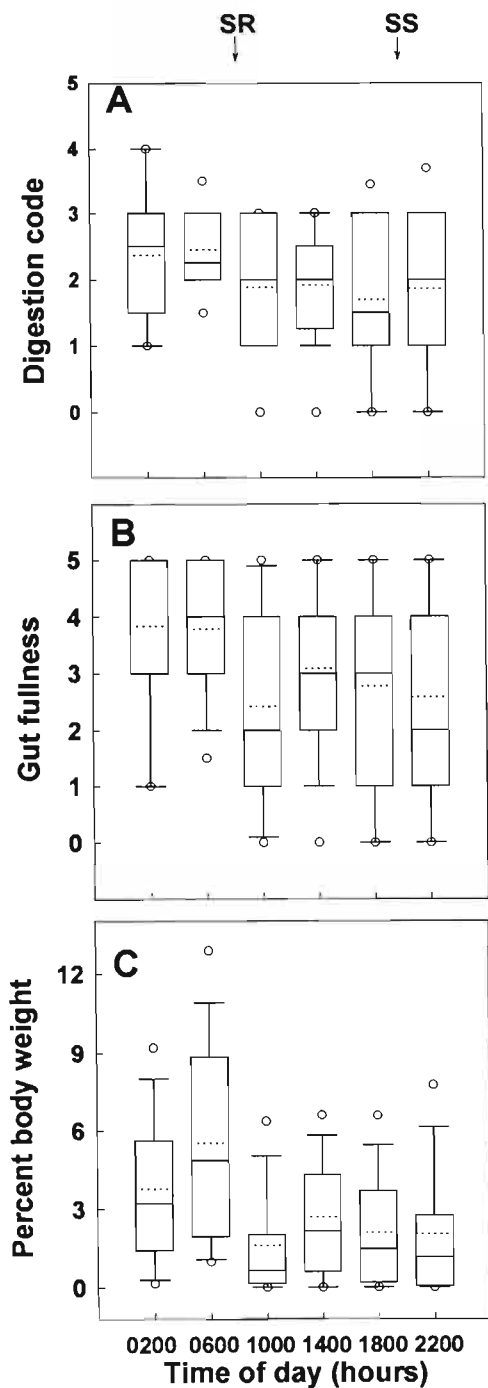 SR SS
A
Digestion code
5
4
3
2
1
0
B
Gut fullness
5
4
3
2
1
0
C
Percent body weight
12
9
6
3
0
0200 0600 1000 1400 1800 2200
Time of day (hours)